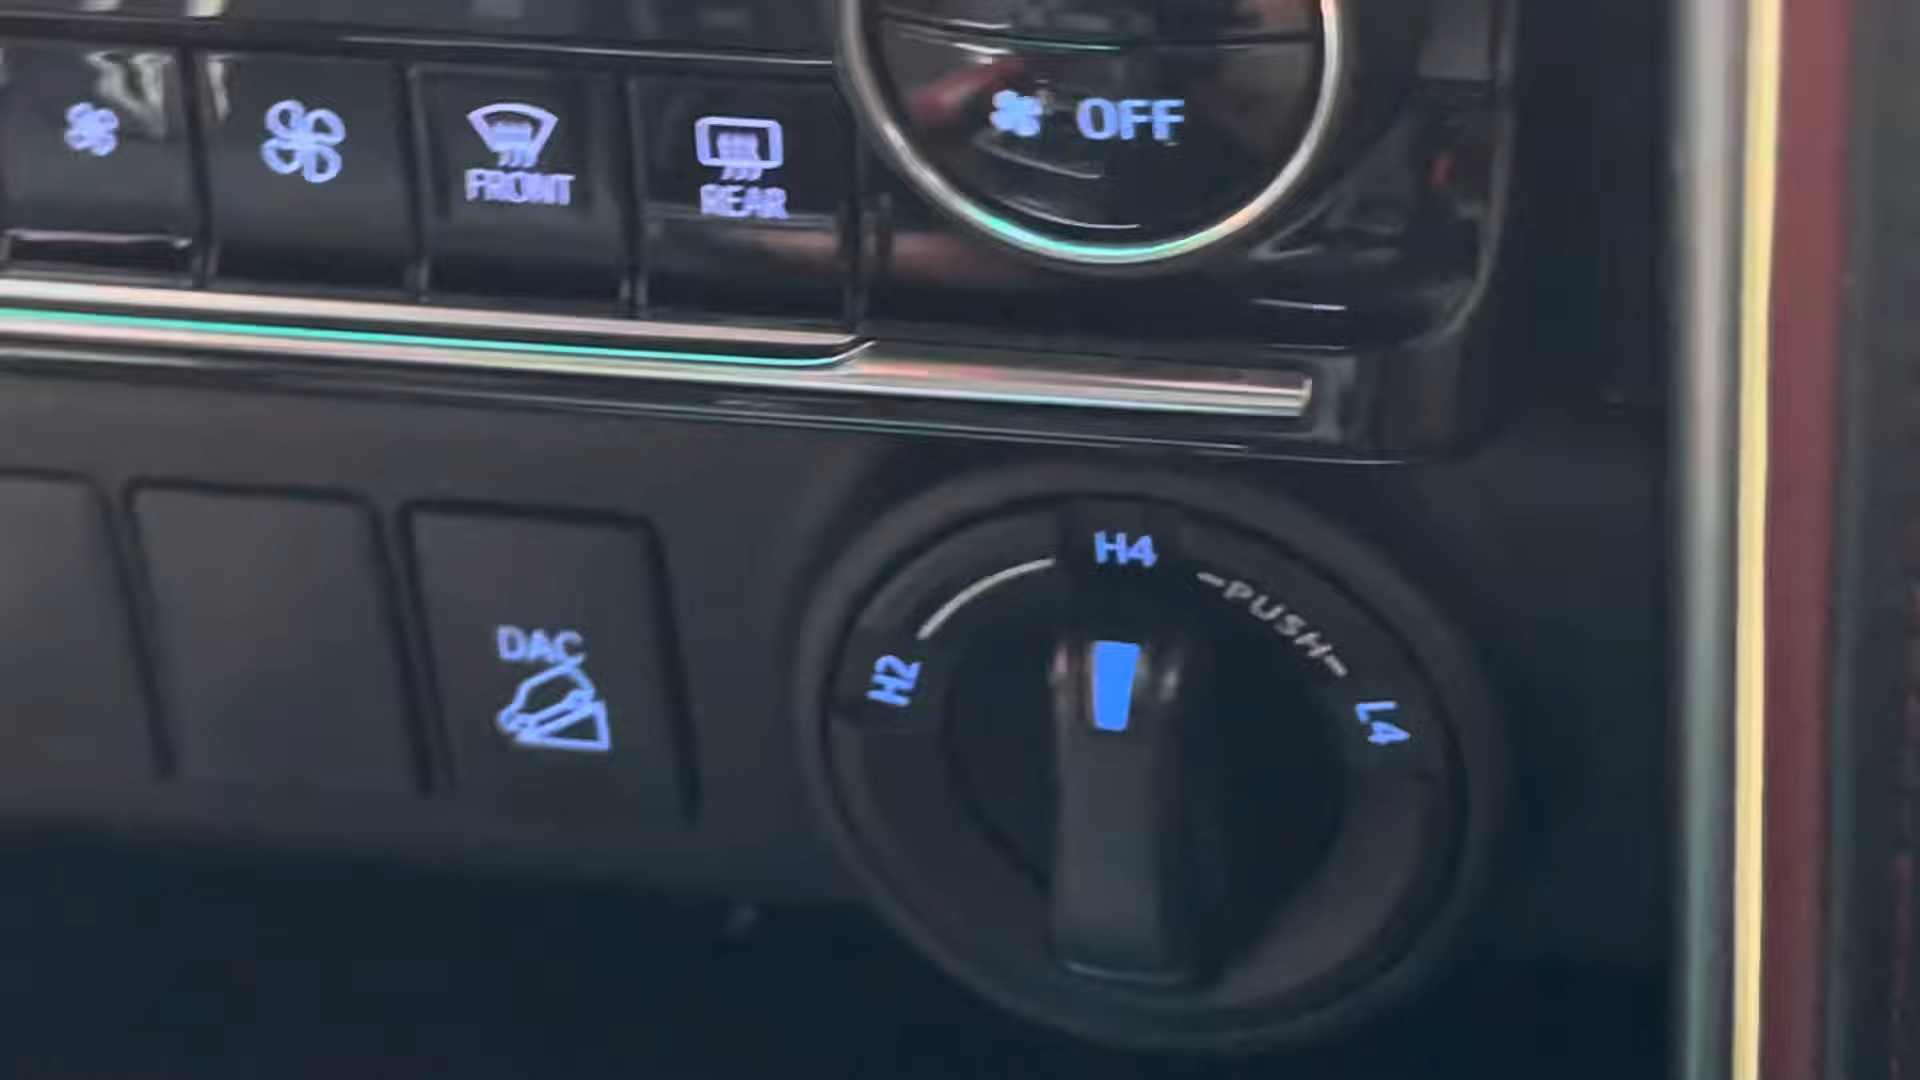 OFF
FRONT
REAR
H4
-PUSH-
H2
L4
DAC